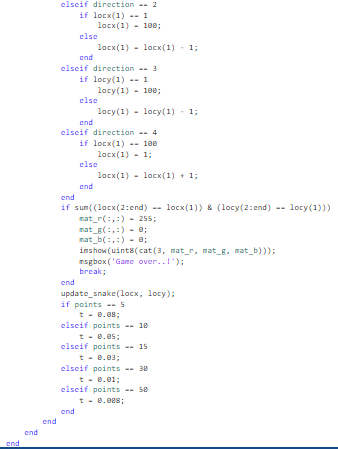 elseif direction == 2
if locx(1) == 1
locx(1) = 100;
else
locx(1) = locx(1) - 1;
end
elseif direction == 3
if locy(1) == 1
locy(1) = 100;
else
locy(1) = locy(1) - 1;
end
elseif direction == 4
if locx(1) == 100
locx(1) = 1;
else
locx(1) = locx(1) + 1;
end
end
if sum((locx(2:end) == locx(1)) & (locy(2:end) == locy(1)))
mat_r(:,:) = 255;
mat_g(:,:) = 0;
mat_b(:,:) = 0;
imshow(uint8(cat(3, mat_r, mat_g, mat_b)));
msgbox('Game over..!');
break;
end
update_snake(locx, locy);
if points == 5
t = 0.08;
elseif points == 10
t = 0.05;
elseif points == 15
t = 0.03;
elseif points == 30
t = 0.01;
elseif points == 50
t = 0.008;
end
end
end
end